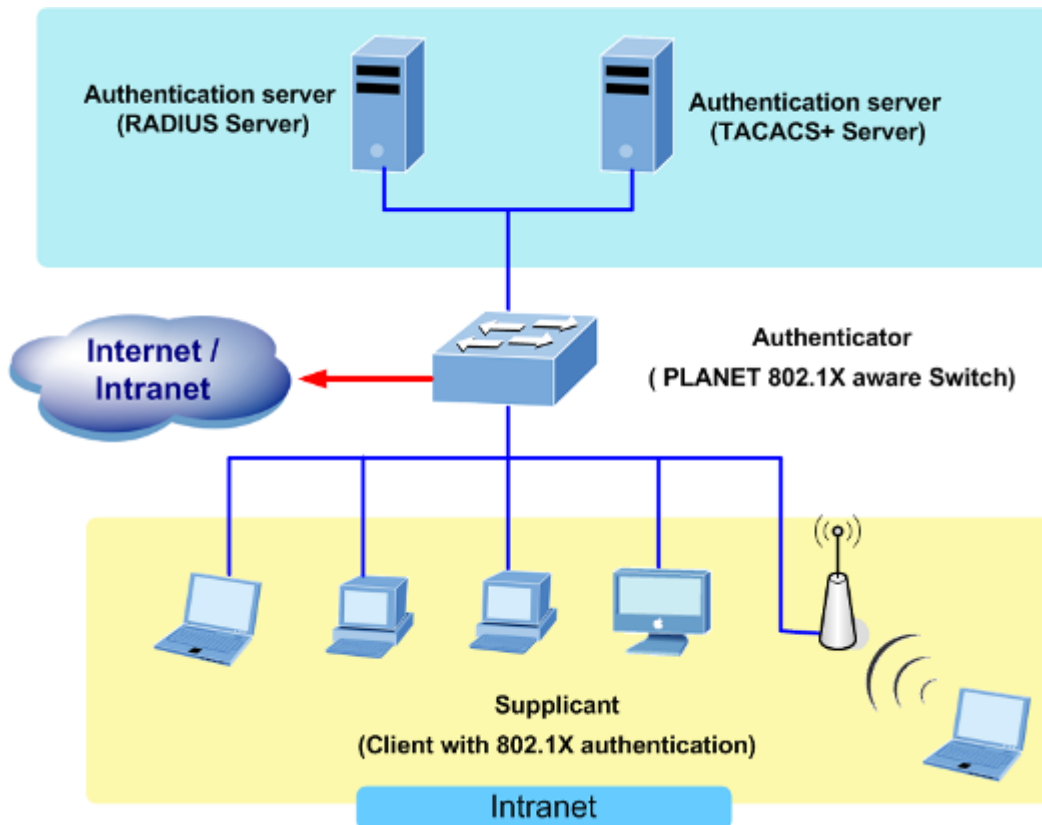 Authentication server
(RADIUS Server)
Authentication server
(TACACS+ Server)
Internet /
Intranet
Authenticator
( PLANET 802.1X aware Switch)
Supplicant
(Client with 802.1X authentication)
Intranet